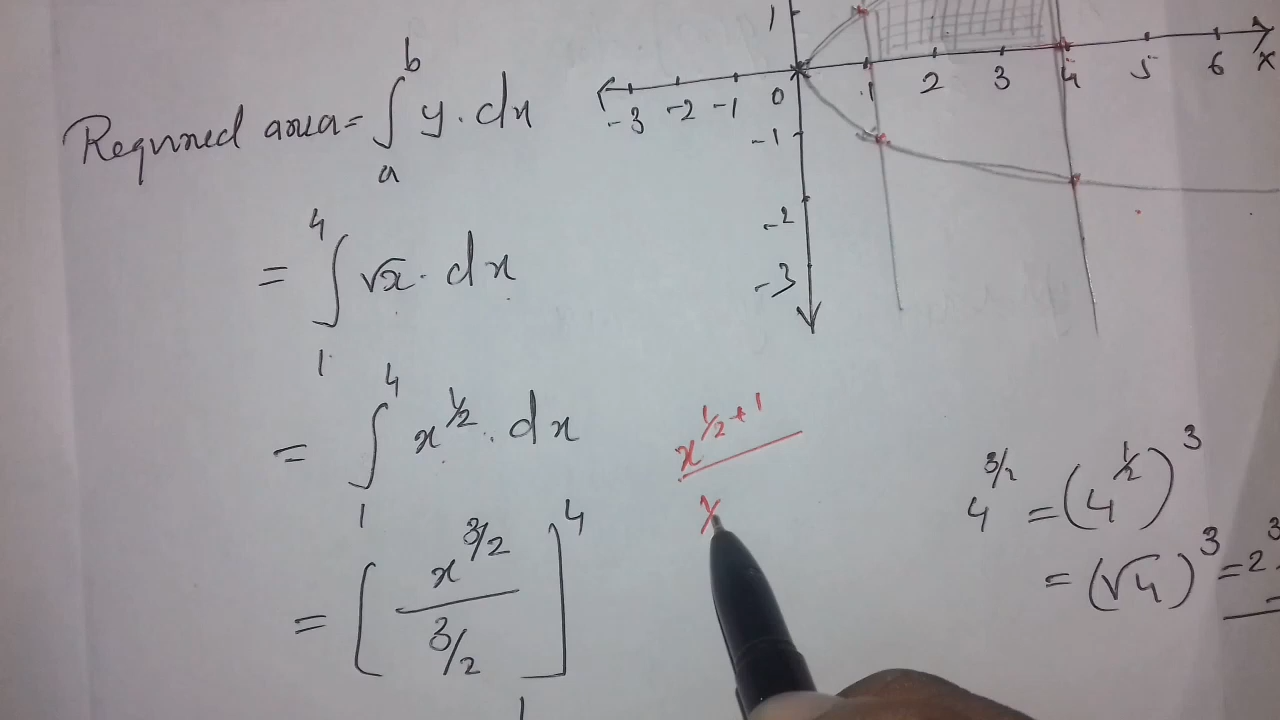 Required area = ∫ₐᵇ y. dx
= ∫₁⁴ √x. dx
= ∫₁⁴ x^1/2. dx
= [x^3/2 / 3/2]₁⁴
1
-3 -2 -1 0 1 2 3 4 5 6 x
-1
-2
-3
x^1/2+1
4^3/2 = (4^1/2)^3
= (√4)^3 = 2^3